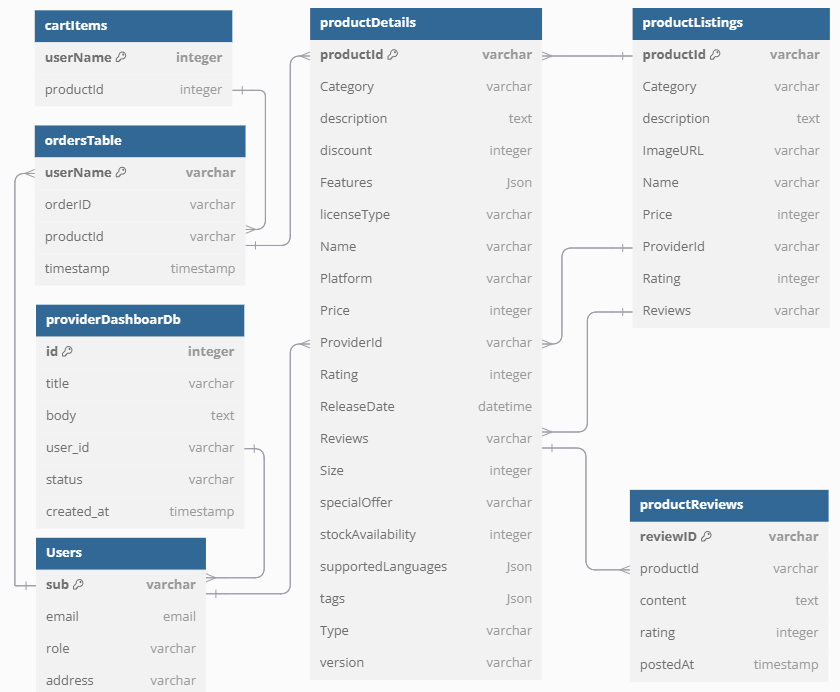 cartItems
userName integer
productId integer
ordersTable
userName varchar
orderID varchar
productId varchar
timestamp timestamp
providerDashboarDb
id integer
title varchar
body text
user_id varchar
status varchar
created_at timestamp
Users
sub varchar
email email
role varchar
address varchar
productDetails
productId varchar
Category varchar
description text
discount integer
Features Json
licenseType varchar
Name varchar
Platform varchar
Price integer
ProviderId varchar
Rating integer
ReleaseDate datetime
Reviews varchar
Size integer
specialOffer varchar
stockAvailability integer
supportedLanguages Json
tags Json
Type varchar
version varchar
productListings
productId varchar
Category varchar
description text
ImageURL varchar
Name varchar
Price integer
ProviderId varchar
Rating integer
Reviews varchar
productReviews
reviewID varchar
productId varchar
content text
rating integer
postedAt timestamp